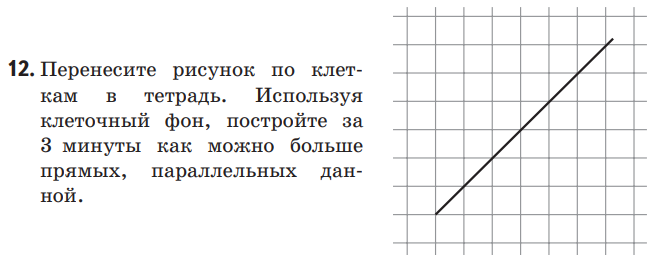 12. Перенесите рисунок по клет-
кам в тетрадь. Используя
клеточный фон, постройте за
3 минуты как можно больше
прямых, параллельных дан-
ной.